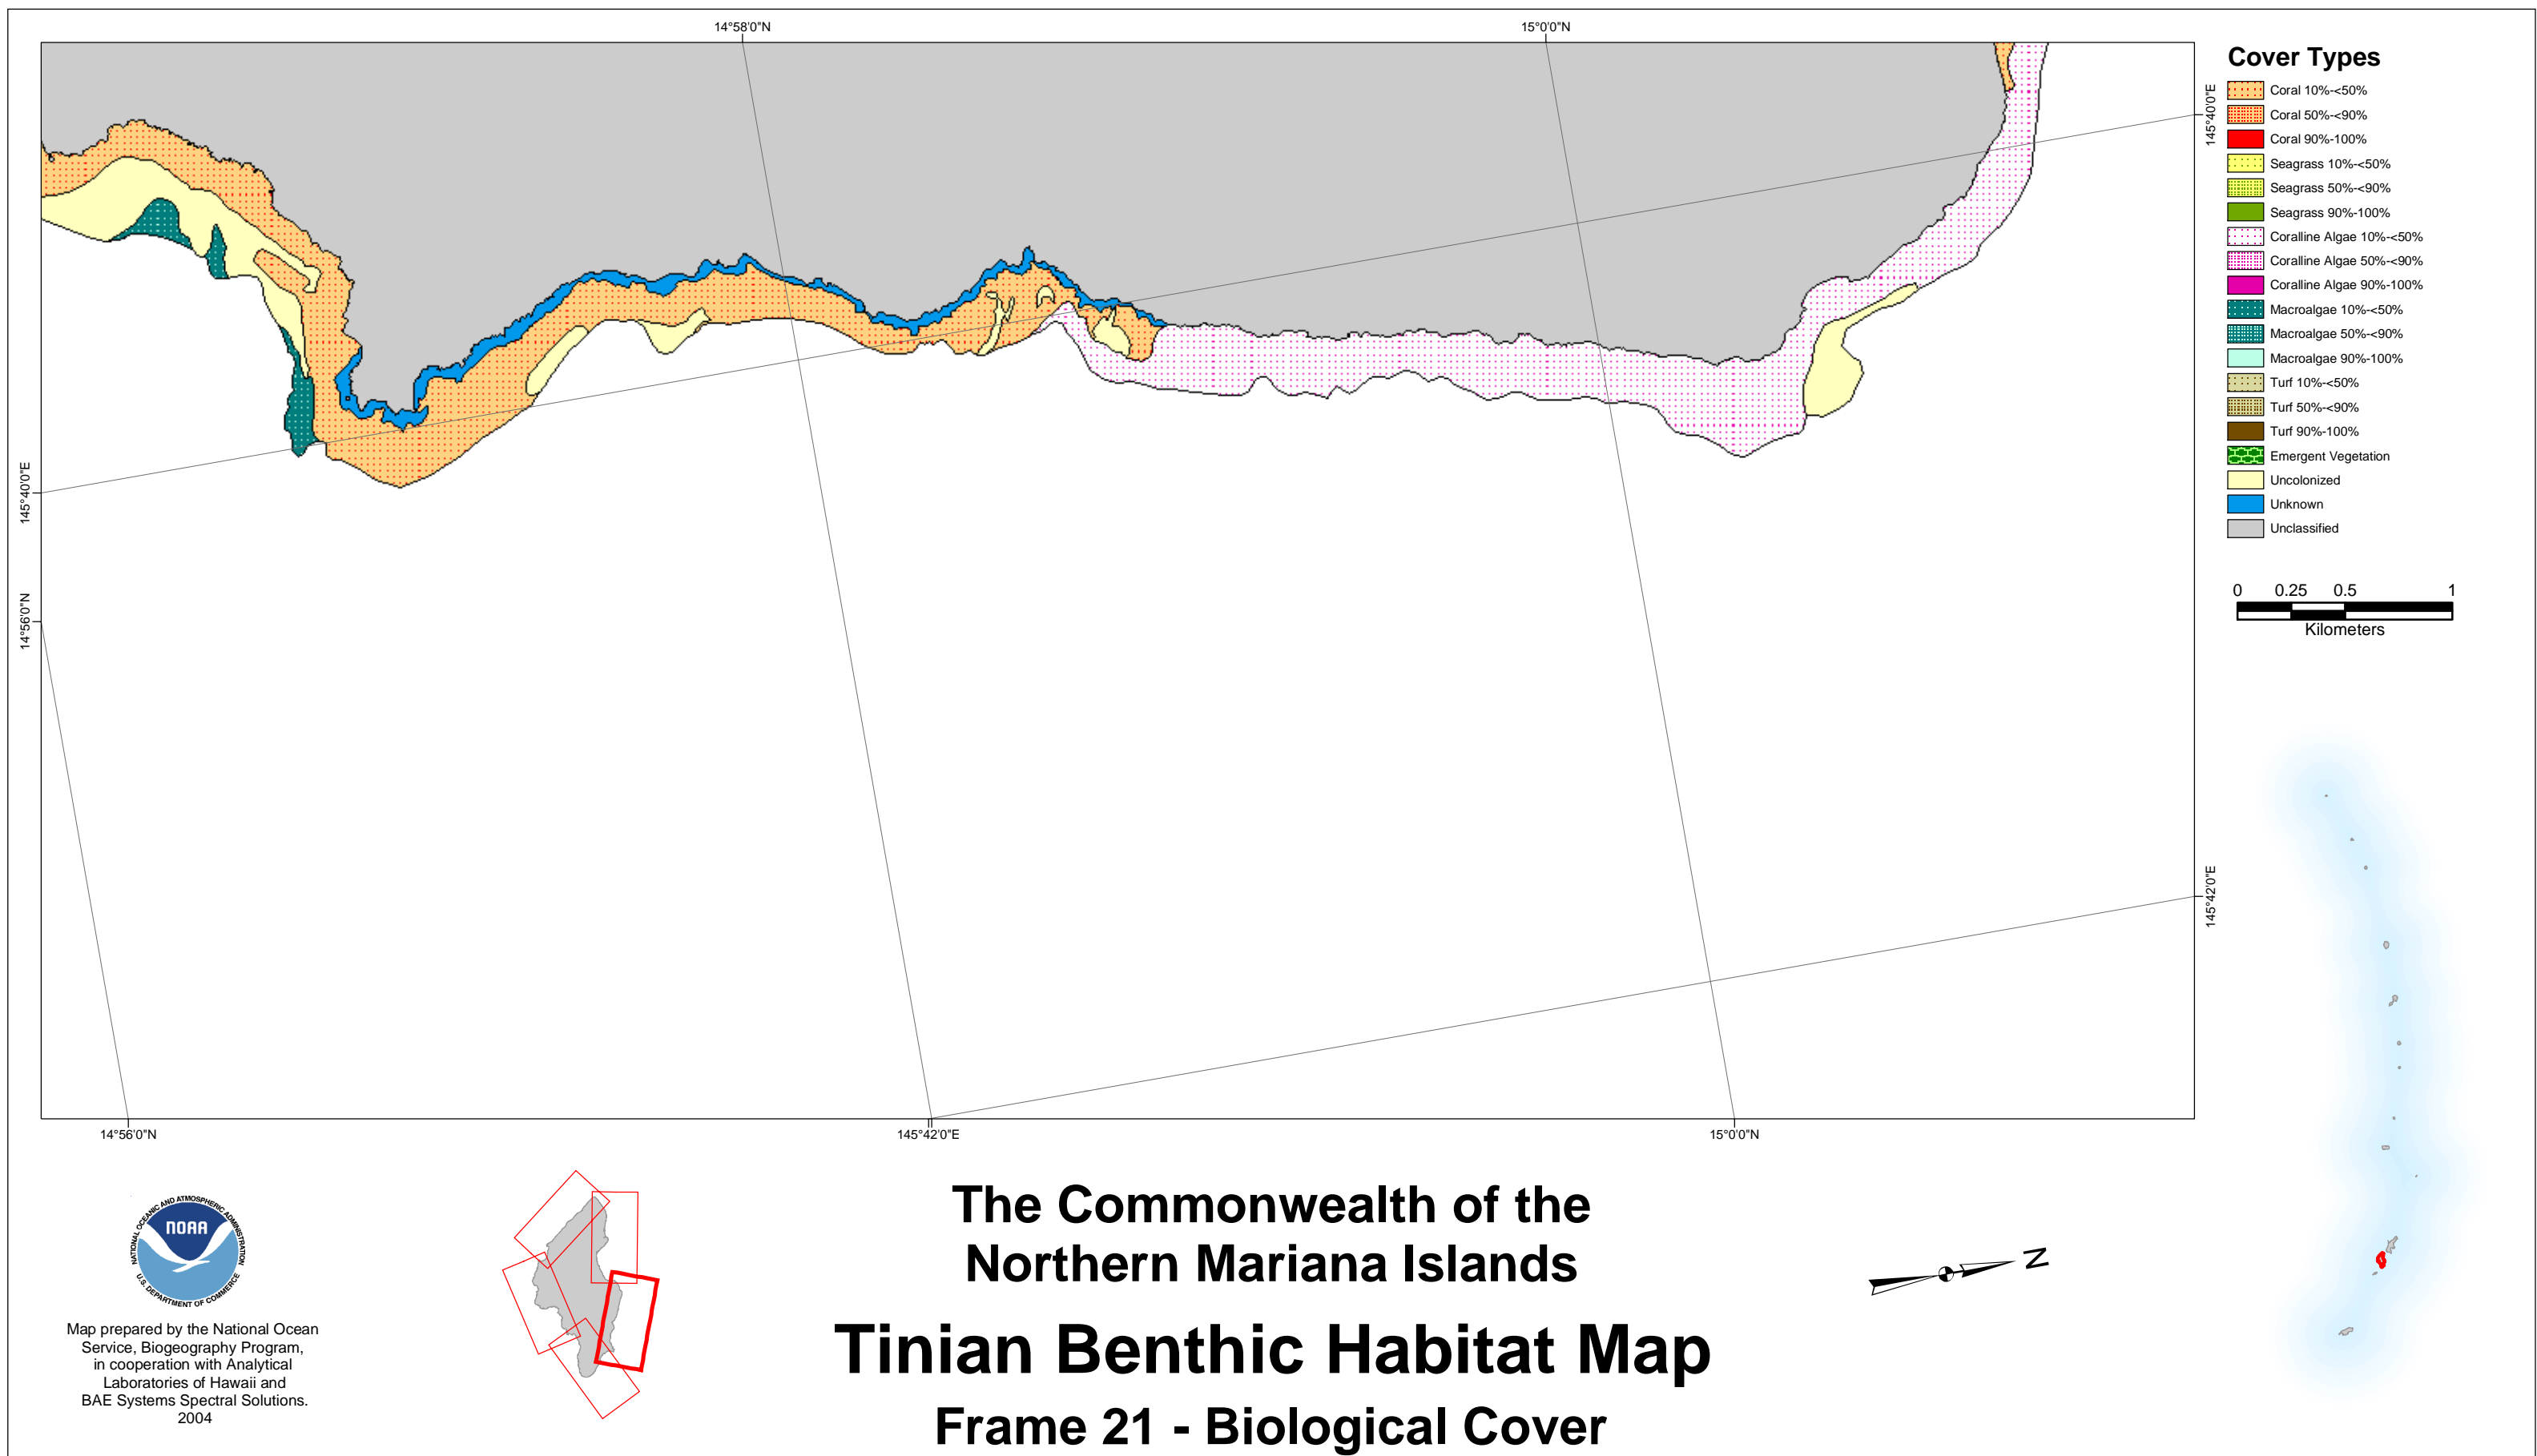 14°58'0"N
15°0'0"N
145°40'0"E
14°56'0"N
145°40'0"E
145°42'0"E
14°56'0"N
145°42'0"E
15°0'0"N
Cover Types
Coral 10%-<50%
Coral 50%-<90%
Coral 90%-100%
Seagrass 10%-<50%
Seagrass 50%-<90%
Seagrass 90%-100%
Coralline Algae 10%-<50%
Coralline Algae 50%-<90%
Coralline Algae 90%-100%
Macroalgae 10%-<50%
Macroalgae 50%-<90%
Macroalgae 90%-100%
Turf 10%-<50%
Turf 50%-<90%
Turf 90%-100%
Emergent Vegetation
Uncolonized
Unknown
Unclassified
0 0.25 0.5 1
Kilometers
NATIONAL OCEANIC AND ATMOSPHERIC ADMINISTRATION
NOAA
U.S. DEPARTMENT OF COMMERCE
Map prepared by the National Ocean
Service, Biogeography Program,
in cooperation with Analytical
Laboratories of Hawaii and
BAE Systems Spectral Solutions.
2004
The Commonwealth of the
Northern Mariana Islands
Tinian Benthic Habitat Map
Frame 21 - Biological Cover
N